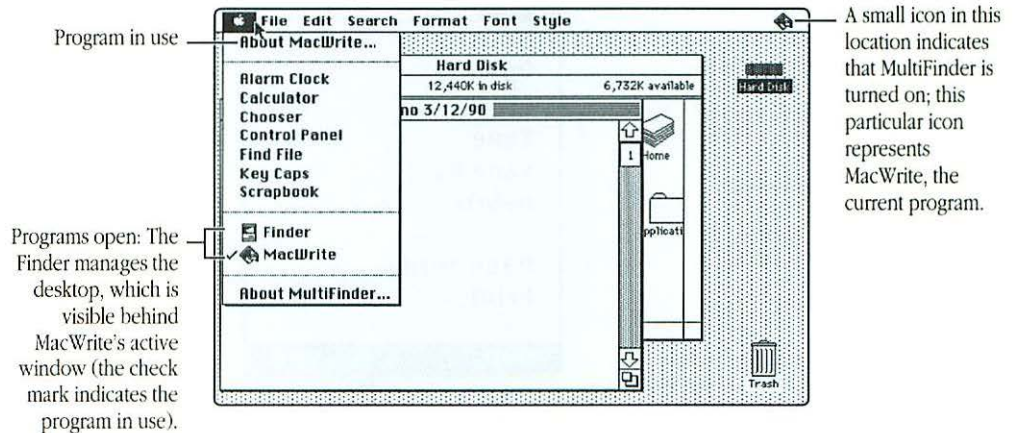 Program in use
File Edit Search Format Font Style
About MacWrite...
Alarm Clock
Calculator
Chooser
Control Panel
Find File
Key Caps
Scrapbook
Finder
✓ MacWrite
About MultiFinder...
Hard Disk
12,440K in disk 6,732K available
no 3/12/90
1
Home
pplicati
Hard Disk
Trash
A small icon in this
location indicates
that MultiFinder is
turned on; this
particular icon
represents
MacWrite, the
current program.
Programs open: The
Finder manages the
desktop, which is
visible behind
MacWrite's active
window (the check
mark indicates the
program in use).